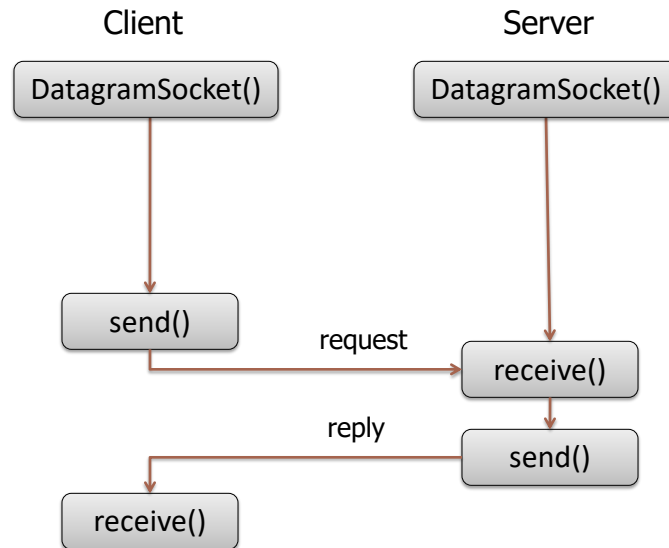 Client
Server
DatagramSocket()
DatagramSocket()
send()
request
receive()
reply
send()
receive()